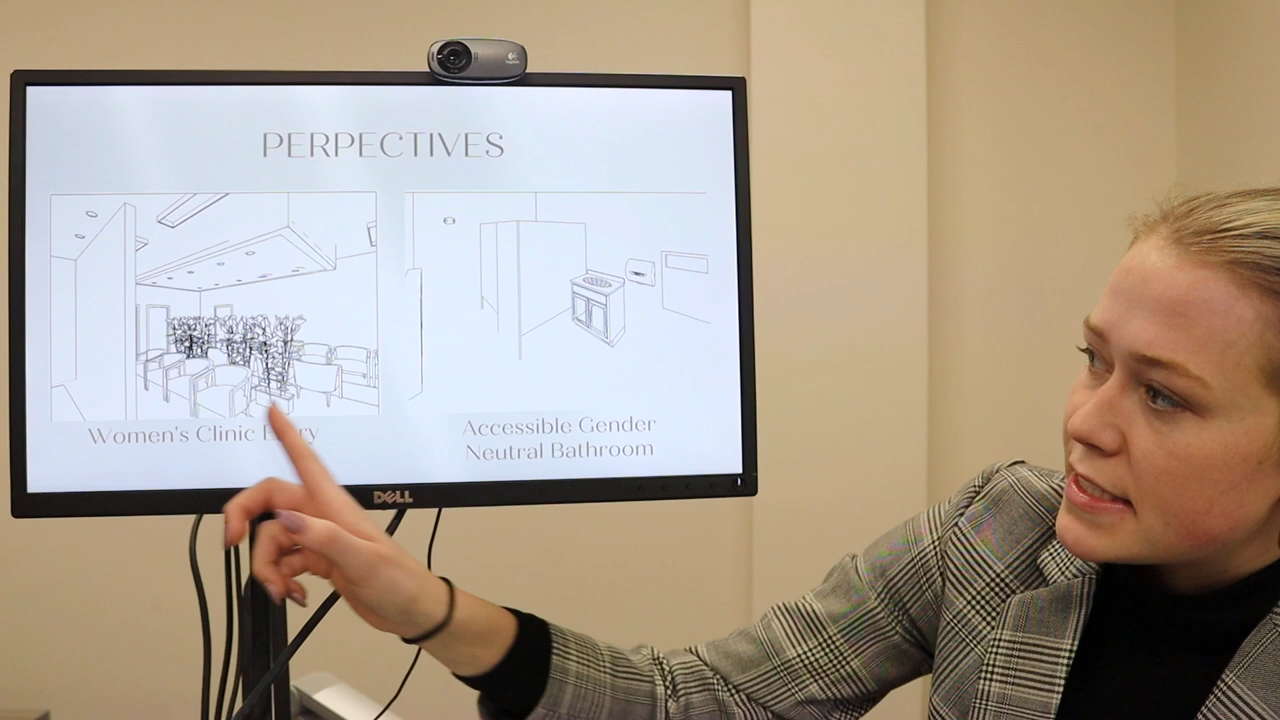 PERPECTIVES
Women's Clinic
Accessible Gender
Neutral Bathroom
DELL